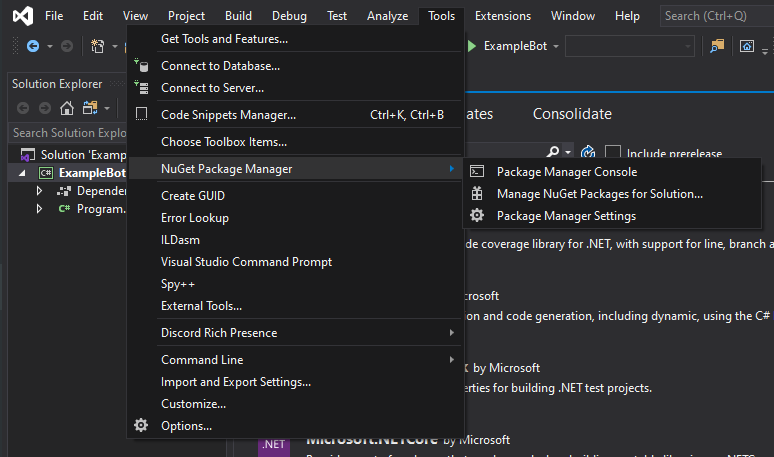 File Edit View Project Build Debug Test Analyze Tools Extensions Window Help Search (Ctrl+Q)
ExampleBot
Get Tools and Features...
Connect to Database...
Connect to Server...
Code Snippets Manager... Ctrl+K, Ctrl+B
Choose Toolbox Items...
NuGet Package Manager
Create GUID
Error Lookup
ILDasm
Visual Studio Command Prompt
Spy++
External Tools...
Discord Rich Presence
Command Line
Import and Export Settings...
Customize...
Options...
Package Manager Console
Manage NuGet Packages for Solution...
Package Manager Settings
Solution Explorer
Search Solution Explo
Solution 'Examp
C# ExampleBot
Dependen
C# Program.
ates Consolidate
Include prerelease
de coverage library for .NET, with support for line, branch a
crosoft
on and code generation, including dynamic, using the C#
by Microsoft
erties for building .NET test projects.
.NET Microsoft.NETCore by Microsoft